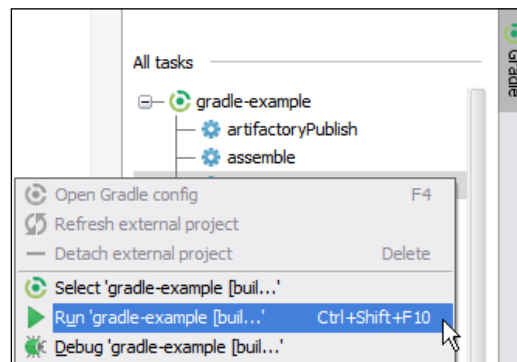 All tasks
Gradle
gradle-example
artifactoryPublish
assemble
Open Gradle config F4
Refresh external project
Detach external project Delete
Select 'gradle-example [buil...'
Run 'gradle-example [buil...' Ctrl+Shift+F10
Debug 'gradle-example [buil...'